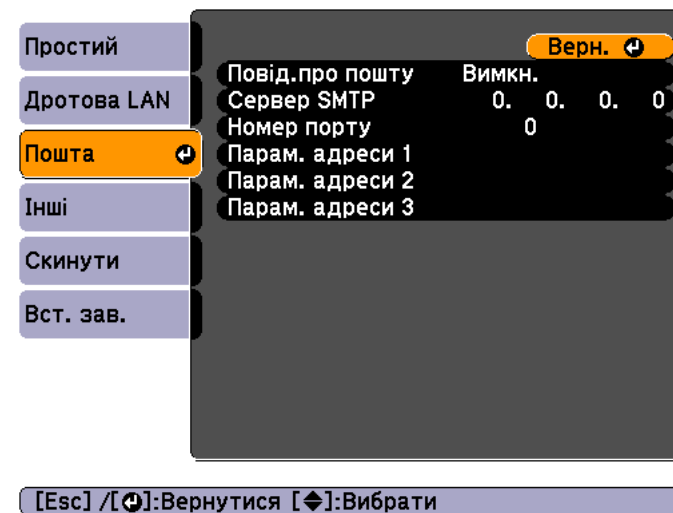 Простий
Дротова LAN
Пошта
Інші
Скинути
Вст. зав.
Верн.
Повід.про пошту Вимкн.
Сервер SMTP 0. 0. 0. 0
Номер порту 0
Парам. адреси 1
Парам. адреси 2
Парам. адреси 3
[Esc] /[⏎]:Вернутися [◆]:Вибрати